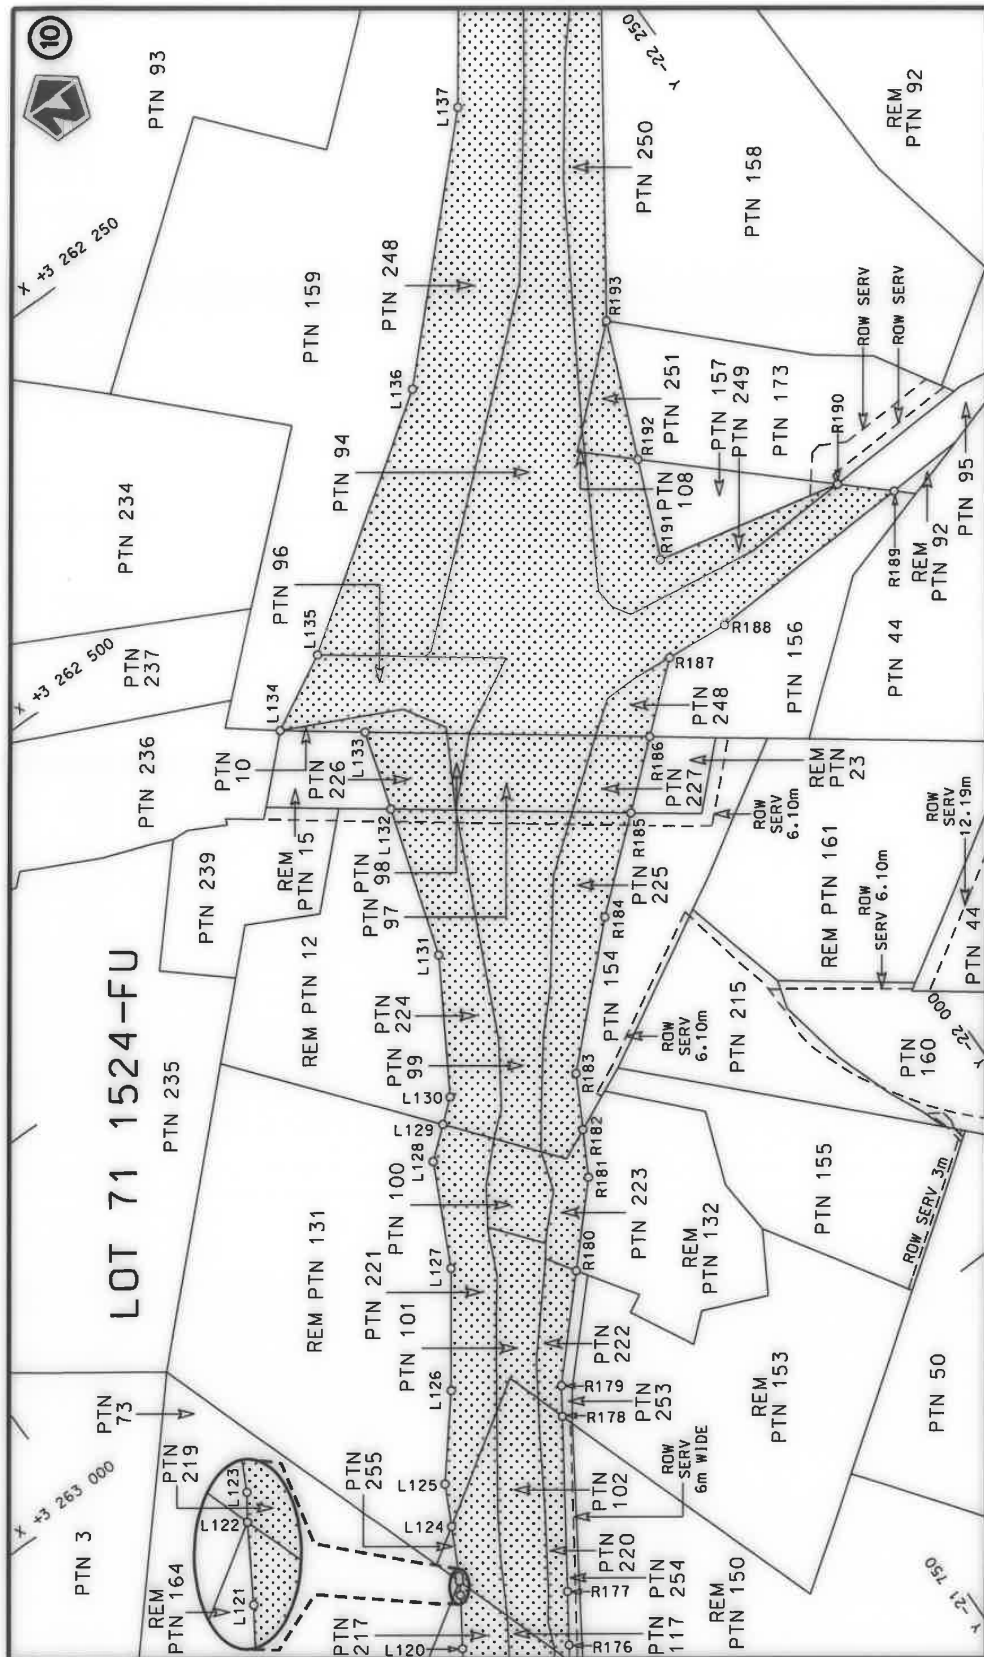 10
PTN 93
X +3 262 250
PTN 159
PTN 248
L137
L136
Y -22 250
PTN 250
PTN 158
REM
PTN 92
R193
ROW SERV
ROW SERV
PTN 234
PTN 94
PTN 96
L135
PTN 251
R192
PTN 157
PTN 249
PTN 173
R190
PTN
108
R191
PTN 95
R189
REM
PTN 92
X +3 262 500
PTN
237
L134
PTN 236
PTN
10
PTN
226
L133
R188
R187
PTN 156
PTN 44
PTN
248
R186
PTN
227
REM
PTN
23
L132
REM
PTN 15
PTN 239
PTN
98
PTN
97
R185
PTN
225
ROW
SERV
6.10m
ROW
SERV
12.19m
REM PTN 161
ROW
SERV 6.10m
R184
L131
REM PTN 12
PTN
224
PTN
99
PTN 154
ROW
SERV
6.10m
PTN 215
PTN 44
Y -22 000
PTN
160
LOT 71 1524-FU
PTN 235
L130
L129
L128
R183
R182
R181
PTN
100
PTN
223
PTN 155
ROW SERV 3m
REM PTN 131
L127
PTN 221
PTN
101
R180
REM
PTN 132
L126
PTN
222
R179
PTN
253
R178
REM
PTN 153
PTN 50
PTN
73
PTN
219
L123
L122
L121
REM
PTN 164
X +3 263 000
PTN 3
PTN
255
L125
L124
PTN
102
ROW
SERV
6m WIDE
PTN
220
R177
PTN
254
PTN
217
L120
R176
PTN
117
REM
PTN 150
Y -21 750